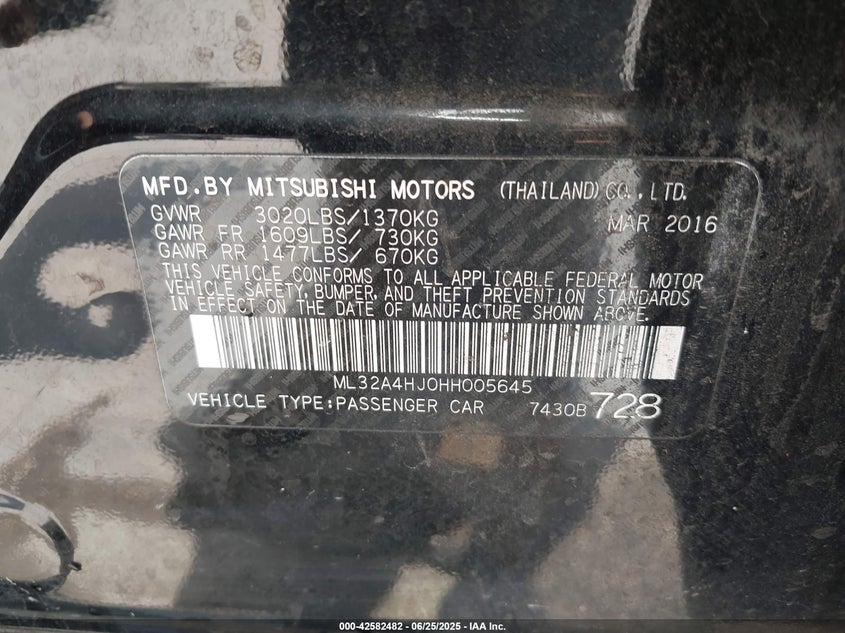 MFD.BY MITSUBISHI MOTORS (THAILAND) CO.,LTD.
GVWR 3020LBS/1370KG MAR 2016
GAWR FR 1609LBS/ 730KG
GAWR RR 1477LBS/ 670KG
THIS VEHICLE CONFORMS TO ALL APPLICABLE FEDERAL MOTOR
VEHICLE SAFETY, BUMPER, AND THEFT PREVENTION STANDARDS
IN EFFECT ON THE DATE OF MANUFACTURE SHOWN ABOVE.
ML32A4HJ0HH005645
VEHICLE TYPE:PASSENGER CAR 7430B 728
000-42582482 - 06/25/2025 - IAA Inc.